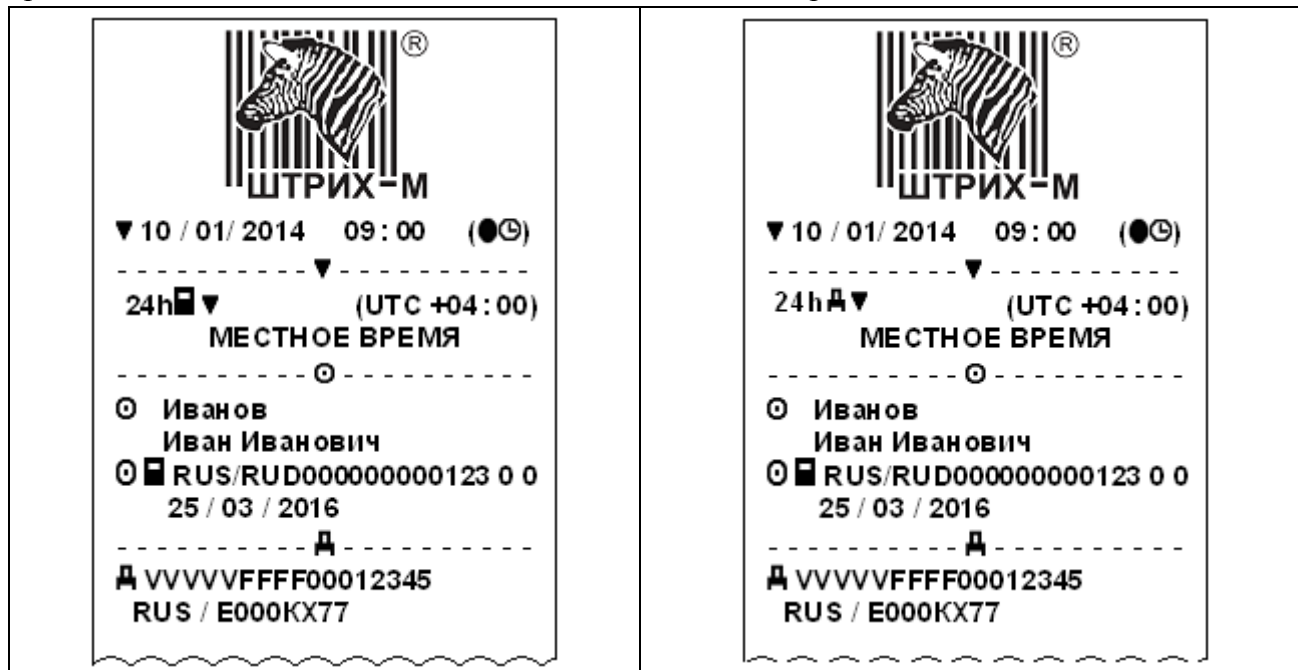 ®
ШТРИХ-М
▼ 10 / 01/ 2014 09 : 00 (●🕒)
- - - - - - - - - - ▼ - - - - - - - - - -
24h▼ (UTC +04 : 00)
МЕСТНОЕ ВРЕМЯ
- - - - - - - - - - ⊙ - - - - - - - - - -
⊙ Иванов
Иван Иванович
⊙ RUS/RUD000000000123 0 0
25 / 03 / 2016
VVVVVFFFF00012345
RUS / E000KX77
®
ШТРИХ-М
▼ 10 / 01/ 2014 09 : 00 (●🕒)
- - - - - - - - - - ▼ - - - - - - - - - -
24h▼ (UTC +04 : 00)
МЕСТНОЕ ВРЕМЯ
- - - - - - - - - - ⊙ - - - - - - - - - -
⊙ Иванов
Иван Иванович
⊙ RUS/RUD000000000123 0 0
25 / 03 / 2016
VVVVVFFFF00012345
RUS / E000KX77